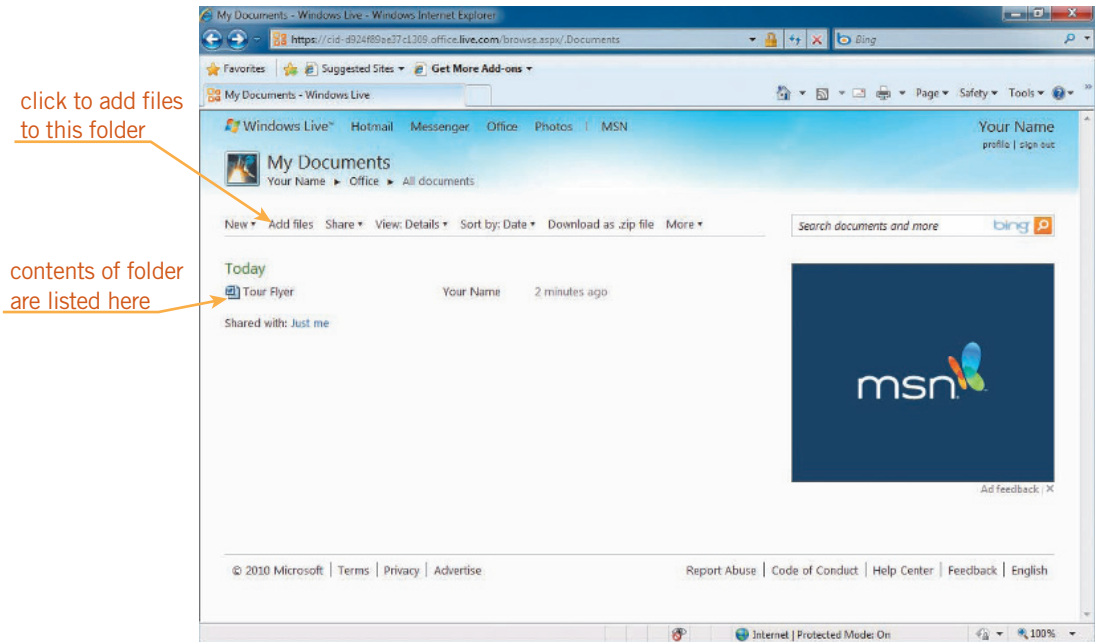 My Documents - Windows Live - Windows Internet Explorer
https://cid-d924f89ee37c1309.office.live.com/browse.aspx/.Documents
Bing
Favorites Suggested Sites Get More Add-ons
My Documents - Windows Live
Page Safety Tools
click to add files
to this folder
Windows Live™ Hotmail Messenger Office Photos | MSN
Your Name
profile | sign out
My Documents
Your Name ► Office ► All documents
New Add files Share View: Details Sort by: Date Download as .zip file More
Search documents and more bing
contents of folder
are listed here
Today
Tour Flyer Your Name 2 minutes ago
Shared with: Just me
msn
Ad feedback | X
© 2010 Microsoft | Terms | Privacy | Advertise
Report Abuse | Code of Conduct | Help Center | Feedback | English
Internet | Protected Mode: On
100%